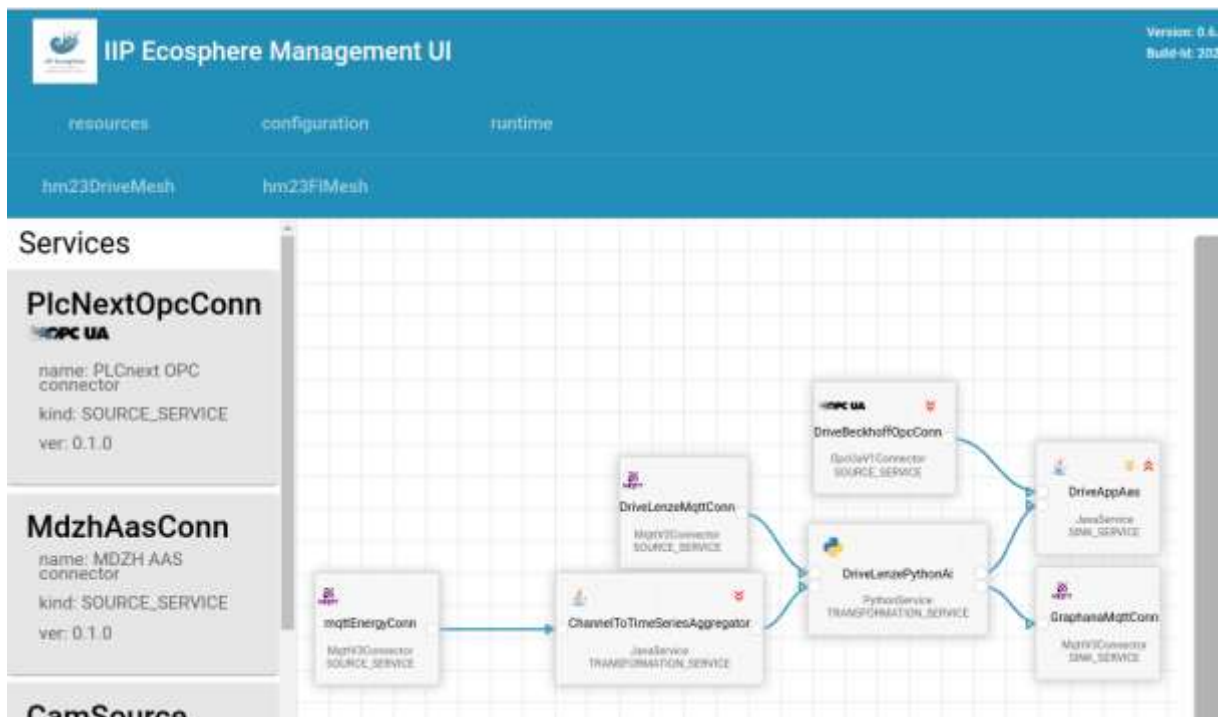 IIP Ecosphere Management UI
Version: 0.6.
Build-Id: 202
resources configuration runtime
hm23DriveMesh hm23FlMesh
Services
PlcNextOpcConn
OPC UA
name: PLCnext OPC
connector
kind: SOURCE_SERVICE
ver: 0.1.0
MdzhAasConn
name: MDZH AAS
connector
kind: SOURCE_SERVICE
ver: 0.1.0
CamSource
OPC UA
DriveBeckhoffOpcConn
OpcUaV1Connector
SOURCE_SERVICE
DriveLenzeMqttConn
MqttV3Connector
SOURCE_SERVICE
DriveAppAas
JavaService
SINK_SERVICE
DriveLenzePythonAi
PythonService
TRANSFORMATION_SERVICE
mqttEnergyConn
MqttV3Connector
SOURCE_SERVICE
ChannelToTimeSeriesAggregator
JavaService
TRANSFORMATION_SERVICE
GraphanaMqttConn
MqttV3Connector
SINK_SERVICE